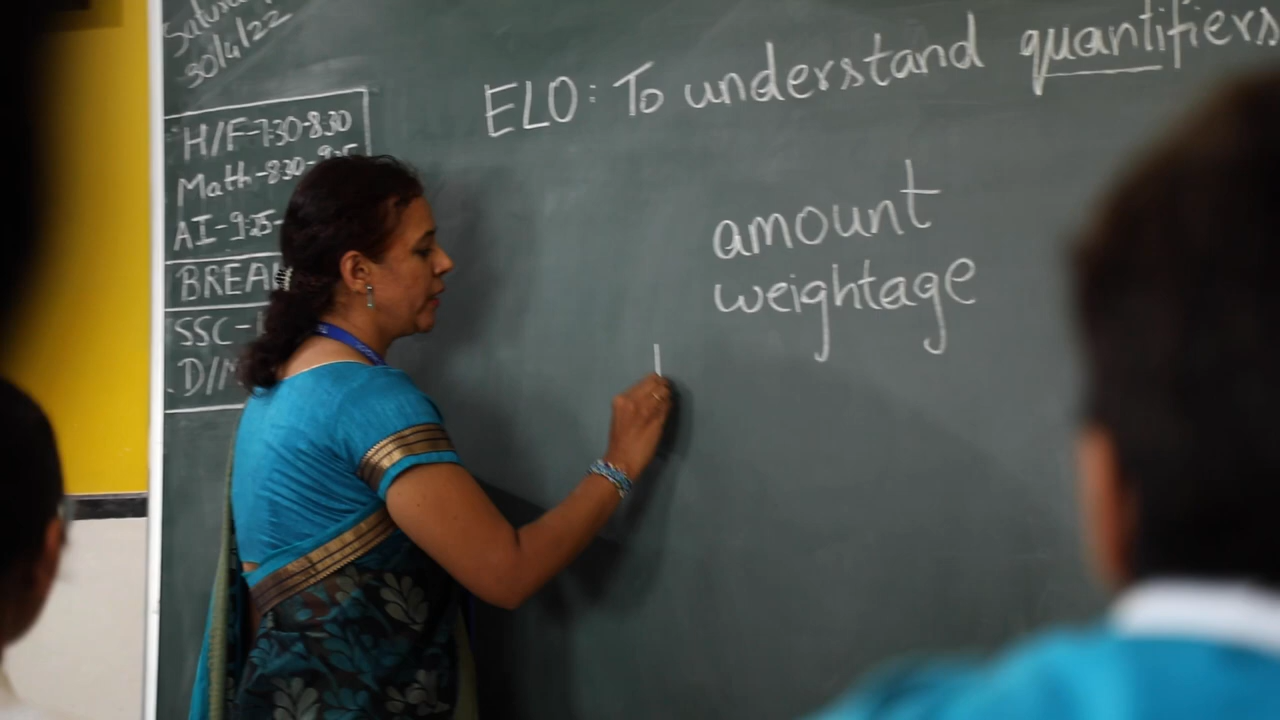 30/4/22
ELO: To understand quantifiers
H/F-7:30-8:30
Math-8:30-
AI-9:15-
BREA
SSC-
D/M
amount
weightage